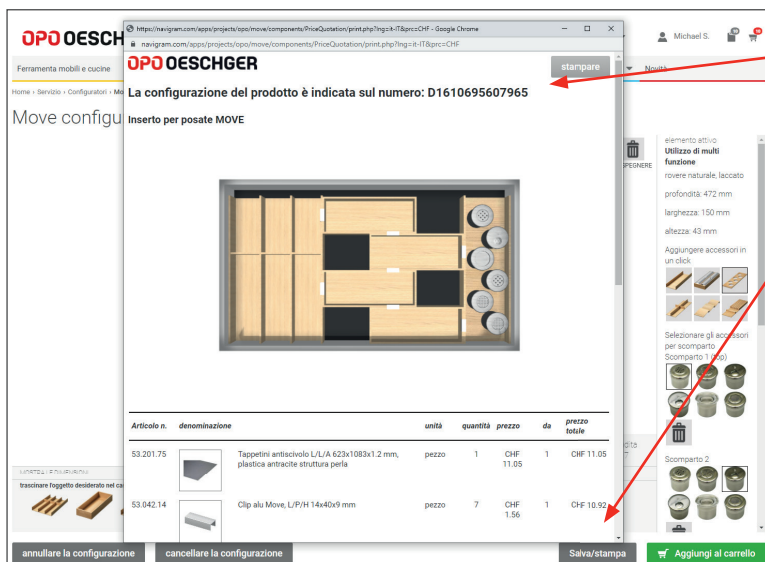 https://navigram.com/apps/projects/opo/move/components/PriceQuotation/print.php?lng=it-IT&prc=CHF - Google Chrome
navigram.com/apps/projects/opo/move/components/PriceQuotation/print.php?lng=it-IT&prc=CHF
OPO OESCH
Michael S.
OPO OESCHGER
stampare
Ferramenta mobili e cucine
Novità
Home › Servizio › Configuratori › Mo
La configurazione del prodotto è indicata sul numero: D1610695607965
Move configu
Inserto per posate MOVE
elemento attivo
Utilizzo di multi
funzione
rovere naturale, laccato
profondità: 472 mm
larghezza: 150 mm
altezza: 43 mm
Aggiungere accessori in
un click
Selezionare gli accessori
per scomparto
Scomparto 1 (top)
Articolo n. denominazione unità quantità prezzo da prezzo
totale
53.201.75 Tappetini antiscivolo L/L/A 623x1083x1.2 mm, pezzo 1 CHF 1 CHF 11.05
plastica antracite struttura perla 11.05
Scomparto 2
MOSTRA LE DIMENSIONI
trascinare l'oggetto desiderato nel ca
53.042.14 Clip alu Move, L/P/H 14x40x9 mm pezzo 7 CHF 1 CHF 10.92
1.56
annullare la configurazione
cancellare la configurazione
Salva/stampa
Aggiungi al carrello